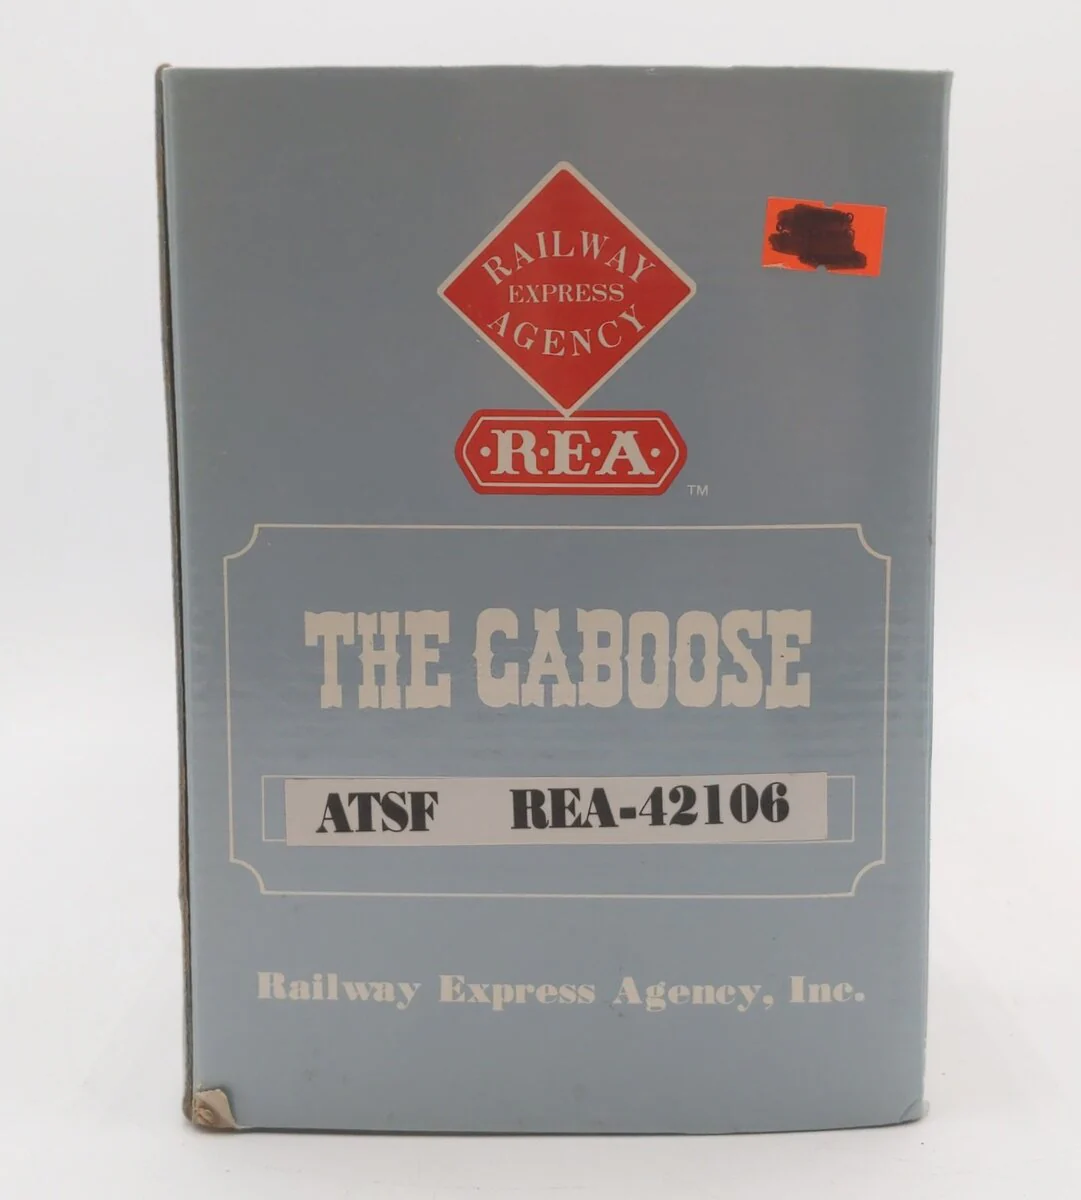 RAILWAY
EXPRESS
AGENCY
·R·E·A·
TM
THE CABOOSE
ATSF REA-42106
Railway Express Agency, Inc.